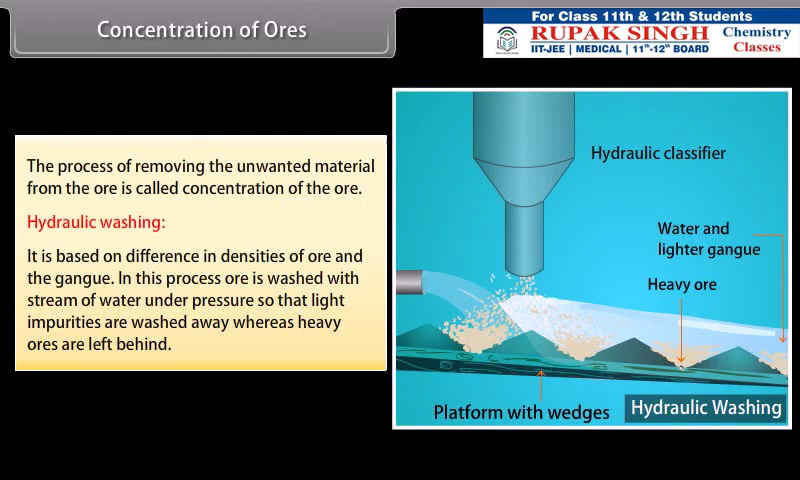 Concentration of Ores
For Class 11th & 12th Students
RUPAK SINGH
IIT-JEE | MEDICAL | 11th-12th BOARD
Chemistry
Classes
The process of removing the unwanted material
from the ore is called concentration of the ore.
Hydraulic washing:
It is based on difference in densities of ore and
the gangue. In this process ore is washed with
stream of water under pressure so that light
impurities are washed away whereas heavy
ores are left behind.
Hydraulic classifier
Water and
lighter gangue
Heavy ore
Platform with wedges
Hydraulic Washing